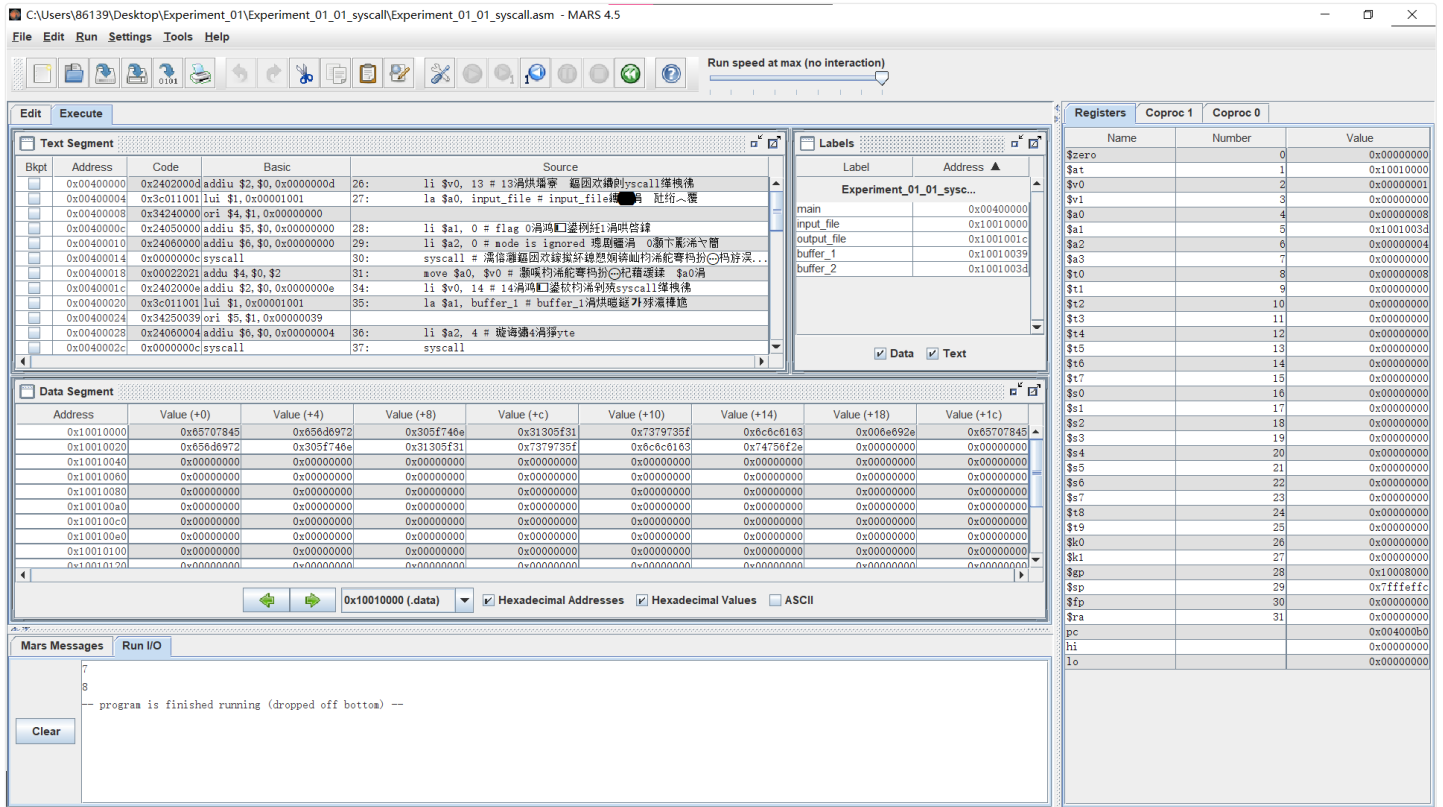 C:\Users\86139\Desktop\Experiment_01\Experiment_01_01_syscall\Experiment_01_01_syscall.asm - MARS 4.5
File Edit Run Settings Tools Help
Run speed at max (no interaction)
Edit Execute
Text Segment
Bkpt Address Code Basic Source
0x00400000 0x2402000d addiu $2,$0,0x0000000d 26: li $v0, 13 # 13
0x00400004 0x3c011001 lui $1,0x00001001 27: la $a0, input_file # input_file
0x00400008 0x34240000 ori $4,$1,0x00000000
0x0040000c 0x24050000 addiu $5,$0,0x00000000 28: li $a1, 0 # flag 0
0x00400010 0x24060000 addiu $6,$0,0x00000000 29: li $a2, 0 # mode is ignored
0x00400014 0x0000000c syscall 30: syscall #
0x00400018 0x00022021 addu $4,$0,$2 31: move $a0, $v0 # $a0
0x0040001c 0x2402000e addiu $2,$0,0x0000000e 34: li $v0, 14 # 14
0x00400020 0x3c011001 lui $1,0x00001001 35: la $a1, buffer_1 # buffer_1
0x00400024 0x34250039 ori $5,$1,0x00000039
0x00400028 0x24060004 addiu $6,$0,0x00000004 36: li $a2, 4 #
0x0040002c 0x0000000c syscall 37: syscall
Labels
Label Address ▲
Experiment_01_01_sysc...
main 0x00400000
input_file 0x10010000
output_file 0x1001001c
buffer_1 0x10010039
buffer_2 0x1001003d
Data Text
Data Segment
Address Value (+0) Value (+4) Value (+8) Value (+c) Value (+10) Value (+14) Value (+18) Value (+1c)
0x10010000 0x65707845 0x656d6972 0x305f746e 0x31305f31 0x7379735f 0x6c6c6163 0x006e692e 0x65707845
0x10010020 0x656d6972 0x305f746e 0x31305f31 0x7379735f 0x6c6c6163 0x74756f2e 0x00000000 0x00000000
0x10010040 0x00000000 0x00000000 0x00000000 0x00000000 0x00000000 0x00000000 0x00000000 0x00000000
0x10010060 0x00000000 0x00000000 0x00000000 0x00000000 0x00000000 0x00000000 0x00000000 0x00000000
0x10010080 0x00000000 0x00000000 0x00000000 0x00000000 0x00000000 0x00000000 0x00000000 0x00000000
0x100100a0 0x00000000 0x00000000 0x00000000 0x00000000 0x00000000 0x00000000 0x00000000 0x00000000
0x100100c0 0x00000000 0x00000000 0x00000000 0x00000000 0x00000000 0x00000000 0x00000000 0x00000000
0x100100e0 0x00000000 0x00000000 0x00000000 0x00000000 0x00000000 0x00000000 0x00000000 0x00000000
0x10010100 0x00000000 0x00000000 0x00000000 0x00000000 0x00000000 0x00000000 0x00000000 0x00000000
0x10010120 0x00000000 0x00000000 0x00000000 0x00000000 0x00000000 0x00000000 0x00000000 0x00000000
0x10010000 (.data) Hexadecimal Addresses Hexadecimal Values ASCII
Mars Messages Run I/O
7
8
-- program is finished running (dropped off bottom) --
Clear
Registers Coproc 1 Coproc 0
Name Number Value
$zero 0 0x00000000
$at 1 0x10010000
$v0 2 0x00000001
$v1 3 0x00000000
$a0 4 0x00000008
$a1 5 0x1001003d
$a2 6 0x00000004
$a3 7 0x00000000
$t0 8 0x00000008
$t1 9 0x00000000
$t2 10 0x00000000
$t3 11 0x00000000
$t4 12 0x00000000
$t5 13 0x00000000
$t6 14 0x00000000
$t7 15 0x00000000
$s0 16 0x00000000
$s1 17 0x00000000
$s2 18 0x00000000
$s3 19 0x00000000
$s4 20 0x00000000
$s5 21 0x00000000
$s6 22 0x00000000
$s7 23 0x00000000
$t8 24 0x00000000
$t9 25 0x00000000
$k0 26 0x00000000
$k1 27 0x00000000
$gp 28 0x10008000
$sp 29 0x7fffeffc
$fp 30 0x00000000
$ra 31 0x00000000
pc 0x004000b0
hi 0x00000000
lo 0x00000000